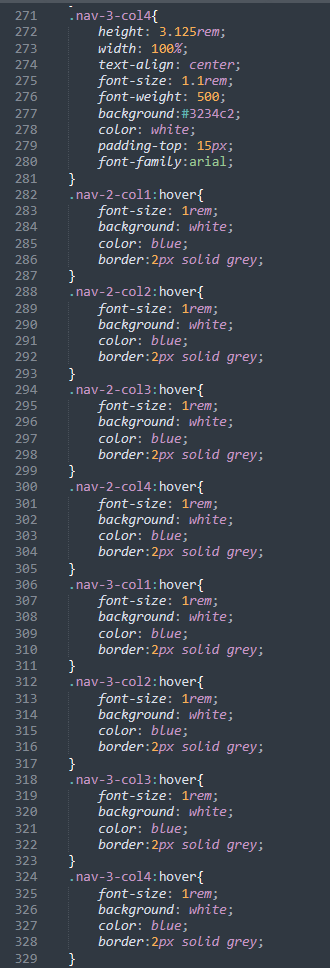 271 .nav-3-col4{
272 height: 3.125rem;
273 width: 100%;
274 text-align: center;
275 font-size: 1.1rem;
276 font-weight: 500;
277 background:#3234c2;
278 color: white;
279 padding-top: 15px;
280 font-family:arial;
281 }
282 .nav-2-col1:hover{
283 font-size: 1rem;
284 background: white;
285 color: blue;
286 border:2px solid grey;
287 }
288 .nav-2-col2:hover{
289 font-size: 1rem;
290 background: white;
291 color: blue;
292 border:2px solid grey;
293 }
294 .nav-2-col3:hover{
295 font-size: 1rem;
296 background: white;
297 color: blue;
298 border:2px solid grey;
299 }
300 .nav-2-col4:hover{
301 font-size: 1rem;
302 background: white;
303 color: blue;
304 border:2px solid grey;
305 }
306 .nav-3-col1:hover{
307 font-size: 1rem;
308 background: white;
309 color: blue;
310 border:2px solid grey;
311 }
312 .nav-3-col2:hover{
313 font-size: 1rem;
314 background: white;
315 color: blue;
316 border:2px solid grey;
317 }
318 .nav-3-col3:hover{
319 font-size: 1rem;
320 background: white;
321 color: blue;
322 border:2px solid grey;
323 }
324 .nav-3-col4:hover{
325 font-size: 1rem;
326 background: white;
327 color: blue;
328 border:2px solid grey;
329 }